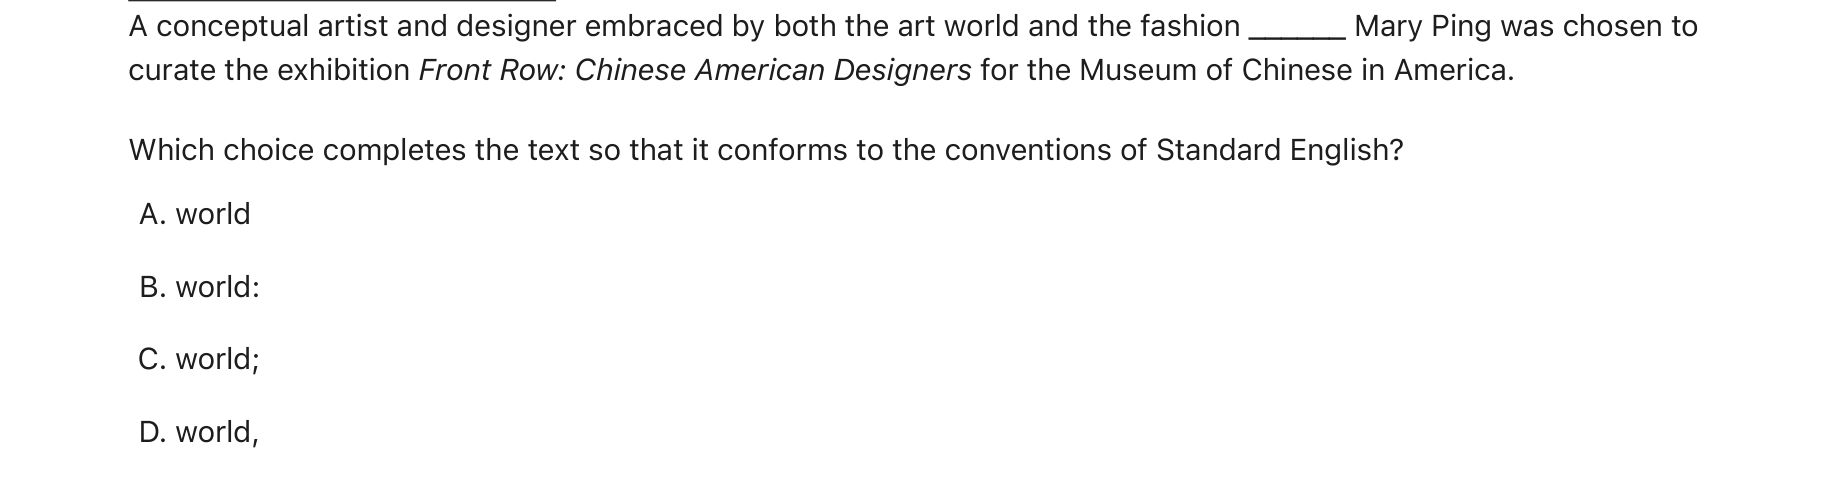 A conceptual artist and designer embraced by both the art world and the fashion ______ Mary Ping was chosen to
curate the exhibition Front Row: Chinese American Designers for the Museum of Chinese in America.
Which choice completes the text so that it conforms to the conventions of Standard English?
A. world
B. world:
C. world;
D. world,